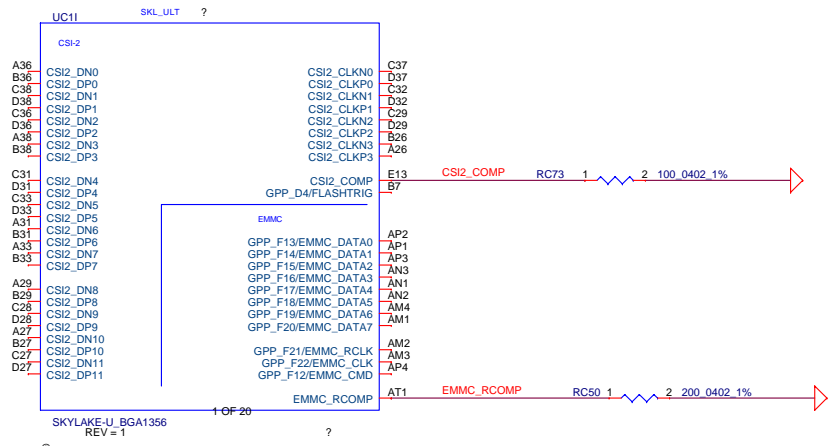 UC1I SKL_ULT ?
CSI-2
A36 CSI2_DN0 CSI2_CLKN0 C37
B36 CSI2_DP0 CSI2_CLKP0 D37
C38 CSI2_DN1 CSI2_CLKN1 C32
D38 CSI2_DP1 CSI2_CLKP1 D32
C36 CSI2_DN2 CSI2_CLKN2 C29
D36 CSI2_DP2 CSI2_CLKP2 D29
A38 CSI2_DN3 CSI2_CLKN3 B26
B38 CSI2_DP3 CSI2_CLKP3 A26
C31 CSI2_DN4 CSI2_COMP E13 CSI2_COMP RC73 1 2 100_0402_1%
D31 CSI2_DP4 GPP_D4/FLASHTRIG B7
C33 CSI2_DN5
D33 CSI2_DP5 EMMC
A31 CSI2_DN6
B31 CSI2_DP6 GPP_F13/EMMC_DATA0 AP2
A33 CSI2_DN7 GPP_F14/EMMC_DATA1 AP1
B33 CSI2_DP7 GPP_F15/EMMC_DATA2 AP3
GPP_F16/EMMC_DATA3 AN3
A29 CSI2_DN8 GPP_F17/EMMC_DATA4 AN1
B29 CSI2_DP8 GPP_F18/EMMC_DATA5 AN2
C28 CSI2_DN9 GPP_F19/EMMC_DATA6 AM4
D28 CSI2_DP9 GPP_F20/EMMC_DATA7 AM1
A27 CSI2_DN10
B27 CSI2_DP10 GPP_F21/EMMC_RCLK AM2
C27 CSI2_DN11 GPP_F22/EMMC_CLK AM3
D27 CSI2_DP11 GPP_F12/EMMC_CMD AP4
EMMC_RCOMP AT1 EMMC_RCOMP RC50 1 2 200_0402_1%
1 OF 20
SKYLAKE-U_BGA1356
REV = 1 ?